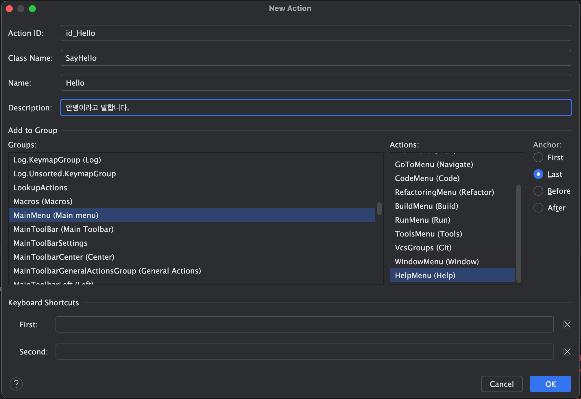 New Action
Action ID: id_Hello
Class Name: SayHello
Name: Hello
Description: 안녕이라고 말합니다.
Add to Group
Groups:
Log.KeymapGroup (Log)
Log.Unsorted.KeymapGroup
LookupActions
Macros (Macros)
MainMenu (Main menu)
MainToolBar (Main Toolbar)
MainToolBarSettings
MainToolbarCenter (Center)
MainToolbarGeneralActionsGroup (General Actions)
MainToolbarLeft (Left)
Actions:
GoToMenu (Navigate)
CodeMenu (Code)
RefactoringMenu (Refactor)
BuildMenu (Build)
RunMenu (Run)
ToolsMenu (Tools)
VcsGroups (Git)
WindowMenu (Window)
HelpMenu (Help)
Anchor:
First
Last
Before
After
Keyboard Shortcuts
First:
Second:
?
Cancel
OK